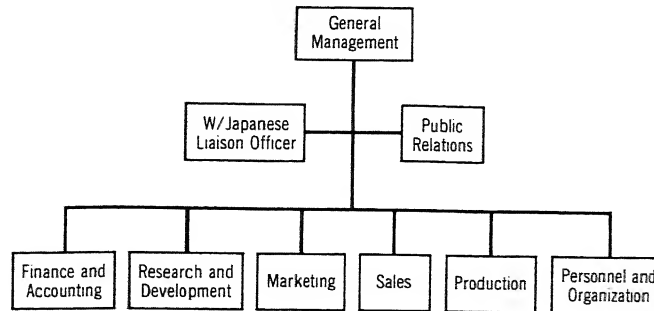 General
Management
W/Japanese
Liaison Officer
Public
Relations
Finance and
Accounting
Research and
Development
Marketing
Sales
Production
Personnel and
Organization